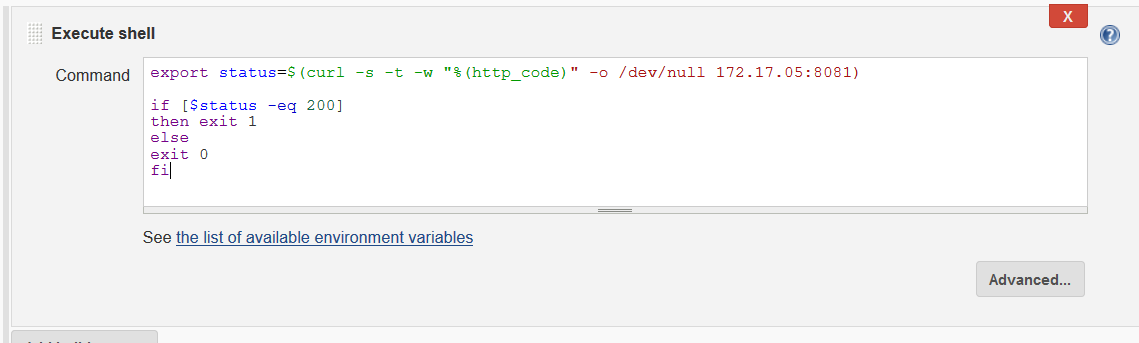 X
Execute shell
?
Command
export status=$(curl -s -t -w "%(http_code)" -o /dev/null 172.17.05:8081)
if [$status -eq 200]
then exit 1
else
exit 0
fi
See the list of available environment variables
Advanced...